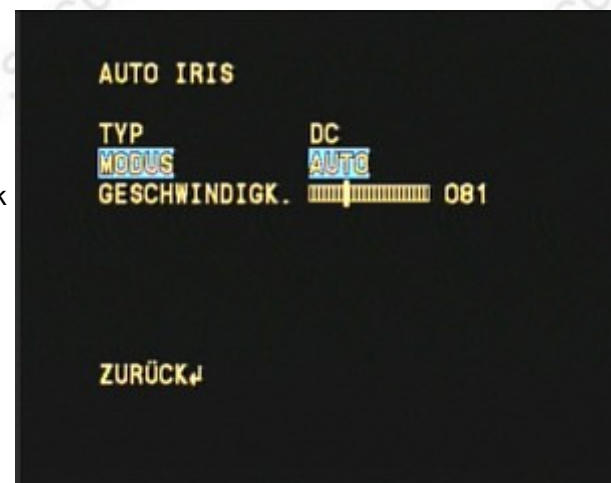 AUTO IRIS
TYP DC
MODUS AUTO
GESCHWINDIGK. 081
ZURÜCK↵
k